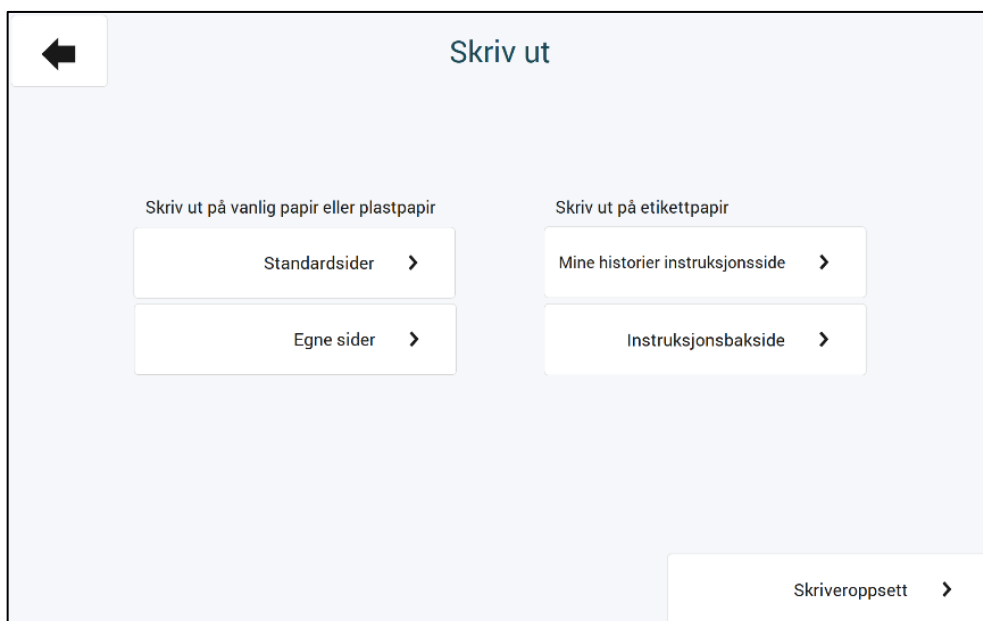 Skriv ut
Skriv ut på vanlig papir eller plastpapir
Standardsider
Egne sider
Skriv ut på etikettpapir
Mine historier instruksjonsside
Instruksjonsbakside
Skriveroppsett